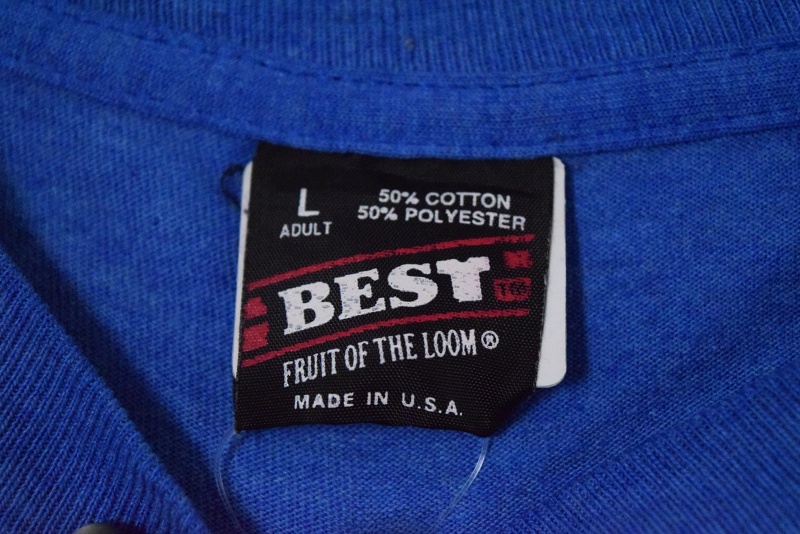 L
ADULT
50% COTTON
50% POLYESTER
BEST
FRUIT OF THE LOOM®
MADE IN U.S.A.